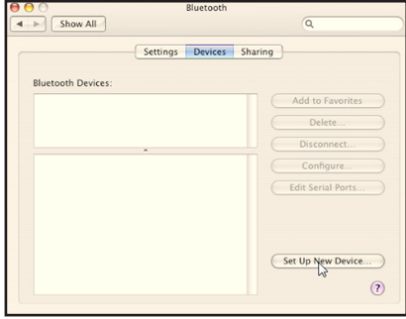 Bluetooth
Show All
Settings Devices Sharing
Bluetooth Devices:
Add to Favorites
Delete...
Disconnect...
Configure...
Edit Serial Ports...
Set Up New Device...
?